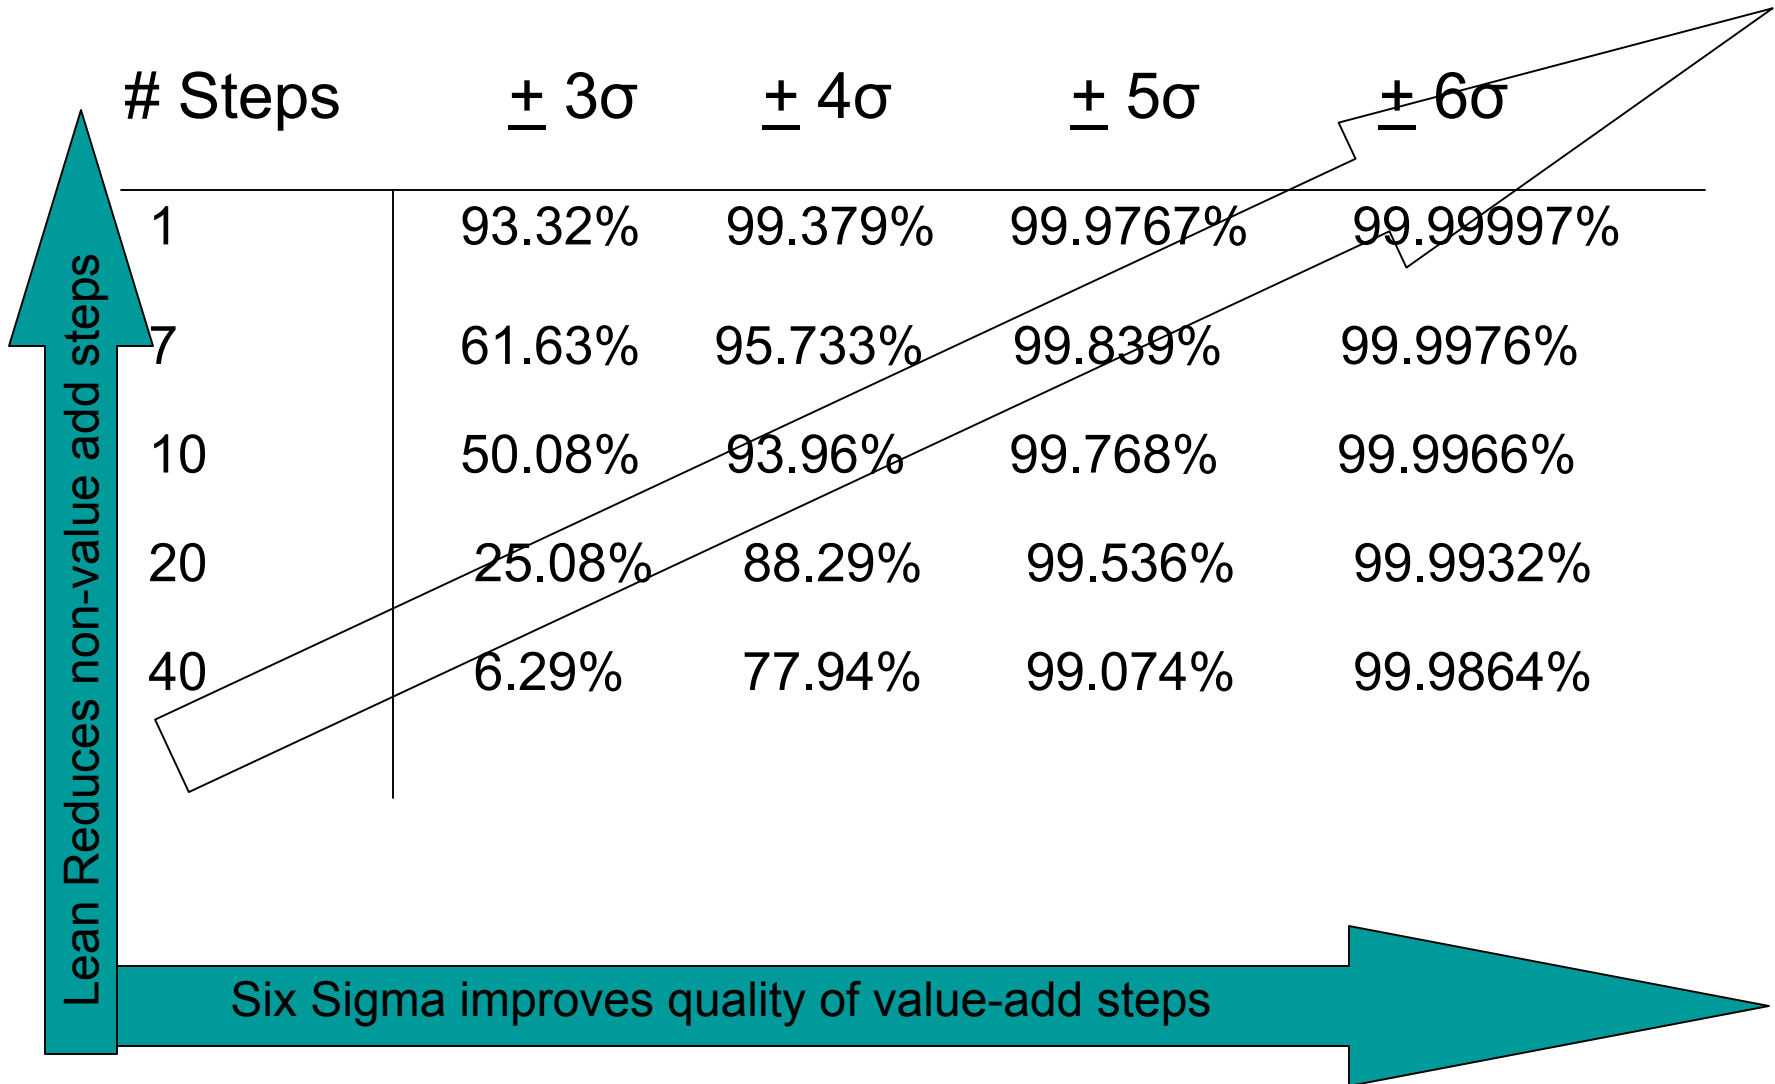 # Steps ± 3σ ± 4σ ± 5σ ± 6σ
1 93.32% 99.379% 99.9767% 99.99997%
7 61.63% 95.733% 99.839% 99.9976%
10 50.08% 93.96% 99.768% 99.9966%
20 25.08% 88.29% 99.536% 99.9932%
40 6.29% 77.94% 99.074% 99.9864%
Lean Reduces non-value add steps
Six Sigma improves quality of value-add steps